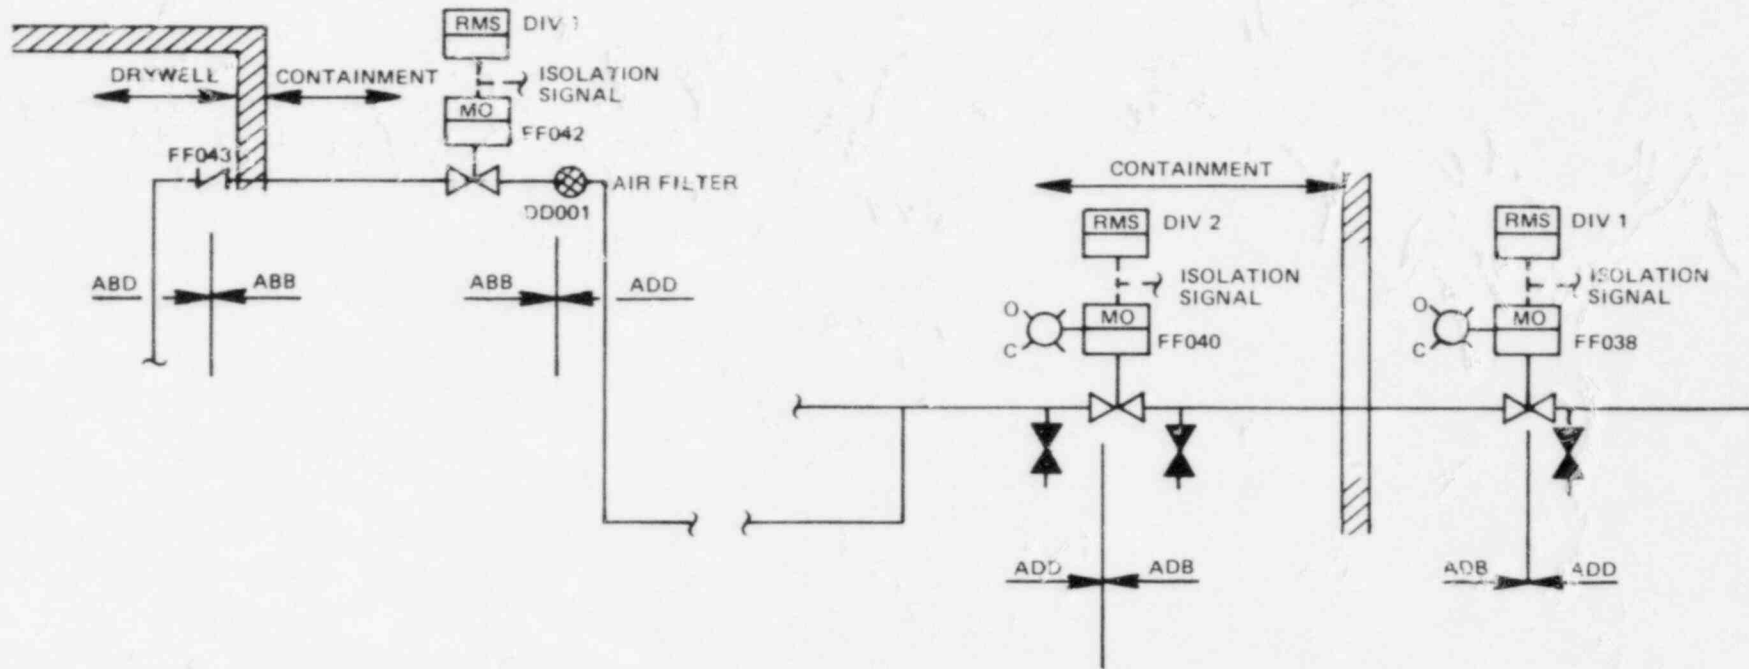 RMS DIV 1
DRYWELL CONTAINMENT
ISOLATION
SIGNAL
MO
FF042
FF043
AIR FILTER
DD001
ABD ABB
ABB ADD
CONTAINMENT
RMS DIV 2
ISOLATION
SIGNAL
O
MO
C
FF040
RMS DIV 1
ISOLATION
SIGNAL
O
MO
C
FF038
ADD ADB
ADB ADD